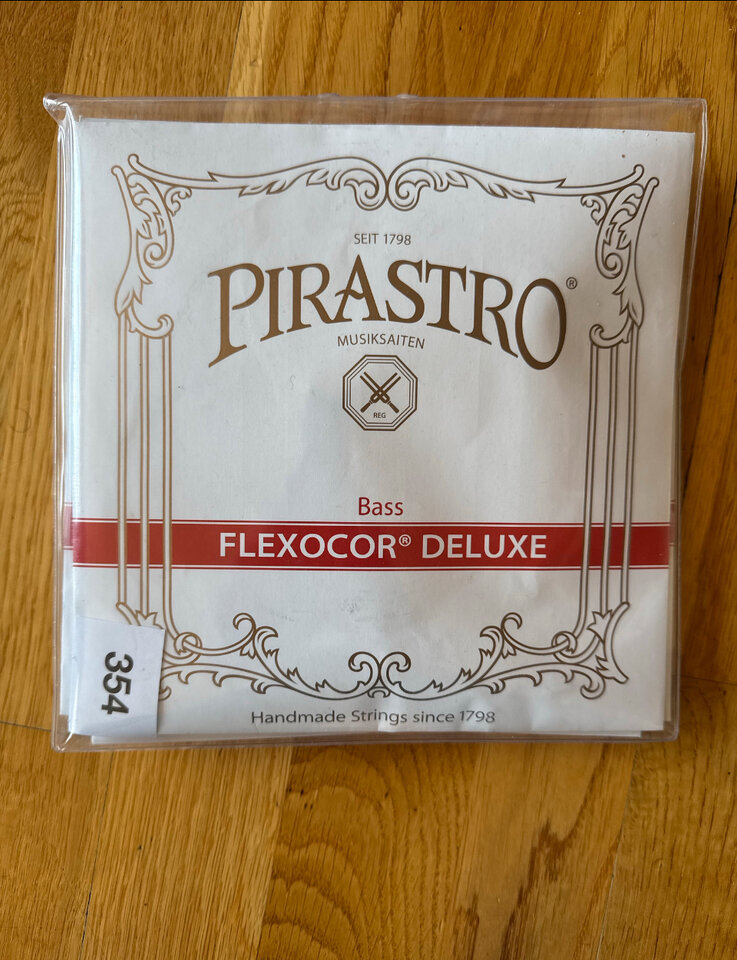 SEIT 1798
PIRASTRO®
MUSIKSAITEN
REG
Bass
FLEXOCOR® DELUXE
354
Handmade Strings since 1798